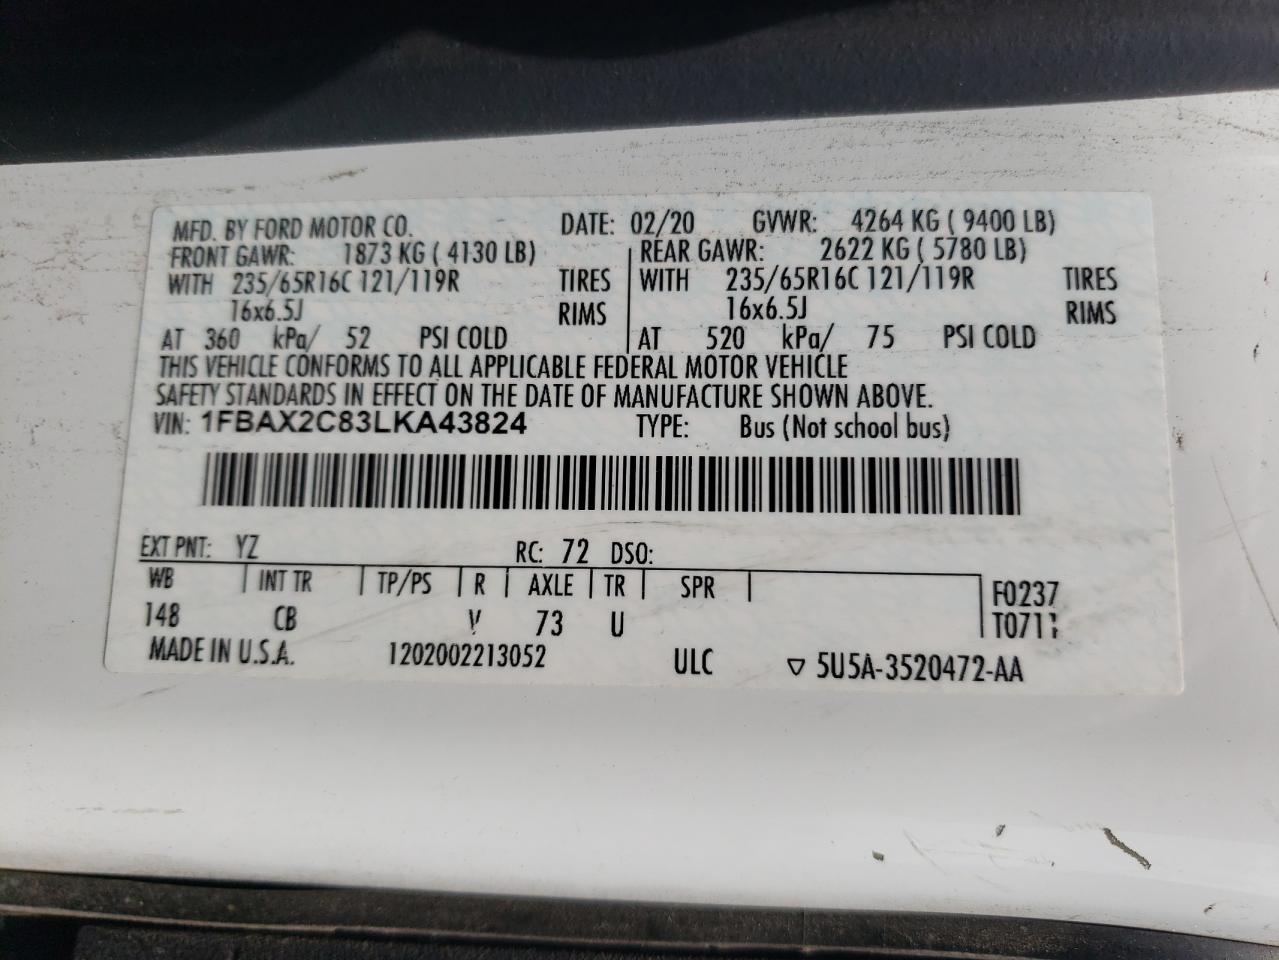 MFD. BY FORD MOTOR CO. DATE: 02/20 GVWR: 4264 KG ( 9400 LB)
FRONT GAWR: 1873 KG ( 4130 LB) REAR GAWR: 2622 KG ( 5780 LB)
WITH 235/65R16C 121/119R TIRES WITH 235/65R16C 121/119R TIRES
16x6.5J RIMS 16x6.5J RIMS
AT 360 kPa/ 52 PSI COLD AT 520 kPa/ 75 PSI COLD
THIS VEHICLE CONFORMS TO ALL APPLICABLE FEDERAL MOTOR VEHICLE
SAFETY STANDARDS IN EFFECT ON THE DATE OF MANUFACTURE SHOWN ABOVE.
VIN: 1FBAX2C83LKA43824 TYPE: Bus (Not school bus)
EXT PNT: YZ RC: 72 DSO:
WB INT TR TP/PS R AXLE TR SPR F0237
148 CB V 73 U T0711
MADE IN U.S.A. 1202002213052 ULC ▽ 5U5A-3520472-AA